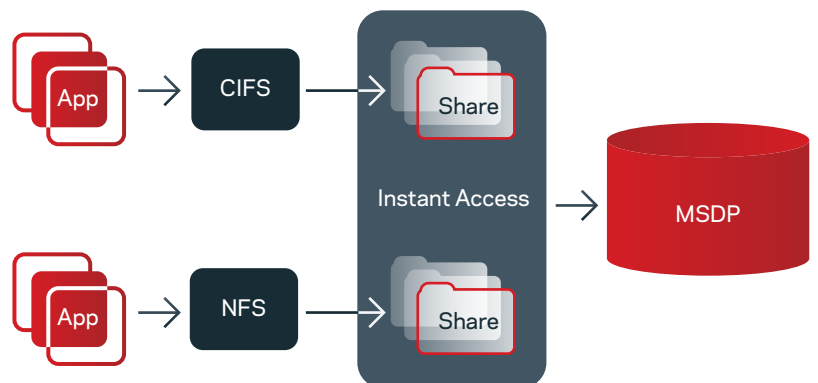 App
CIFS
Share
Instant Access
MSDP
App
NFS
Share